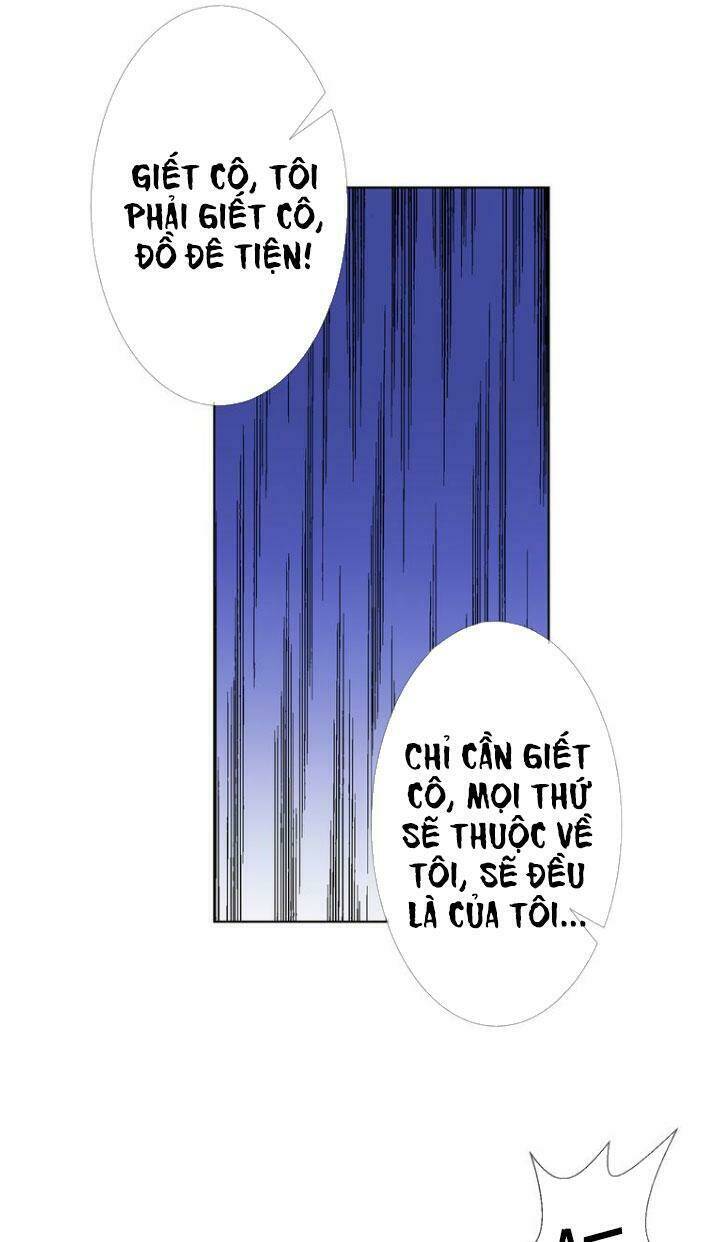 GIẾT CÔ, TÔI
PHẢI GIẾT CÔ,
ĐỒ ĐÊ TIỆN!
CHỈ CẦN GIẾT
CÔ, MỌI THỨ
SẼ THUỘC VỀ
TÔI, SẼ ĐỀU
LÀ CỦA TÔI...